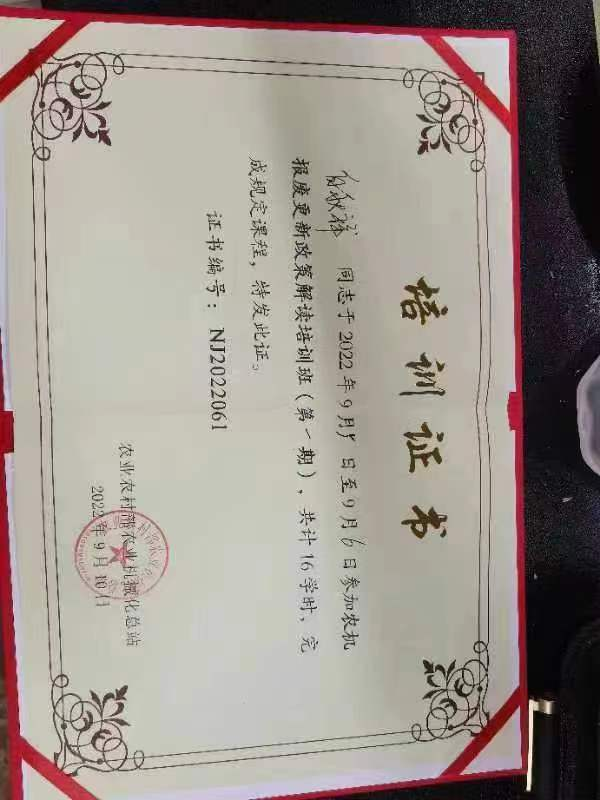 培训证书
同志于2022年9月5日至9月6日参加农机
报废更新政策解读培训班（第一期），共计16学时，完
成规定课程，特发此证。
证书编号：NJ2022061
农业农村部农业机械化总站
2022年9月10日